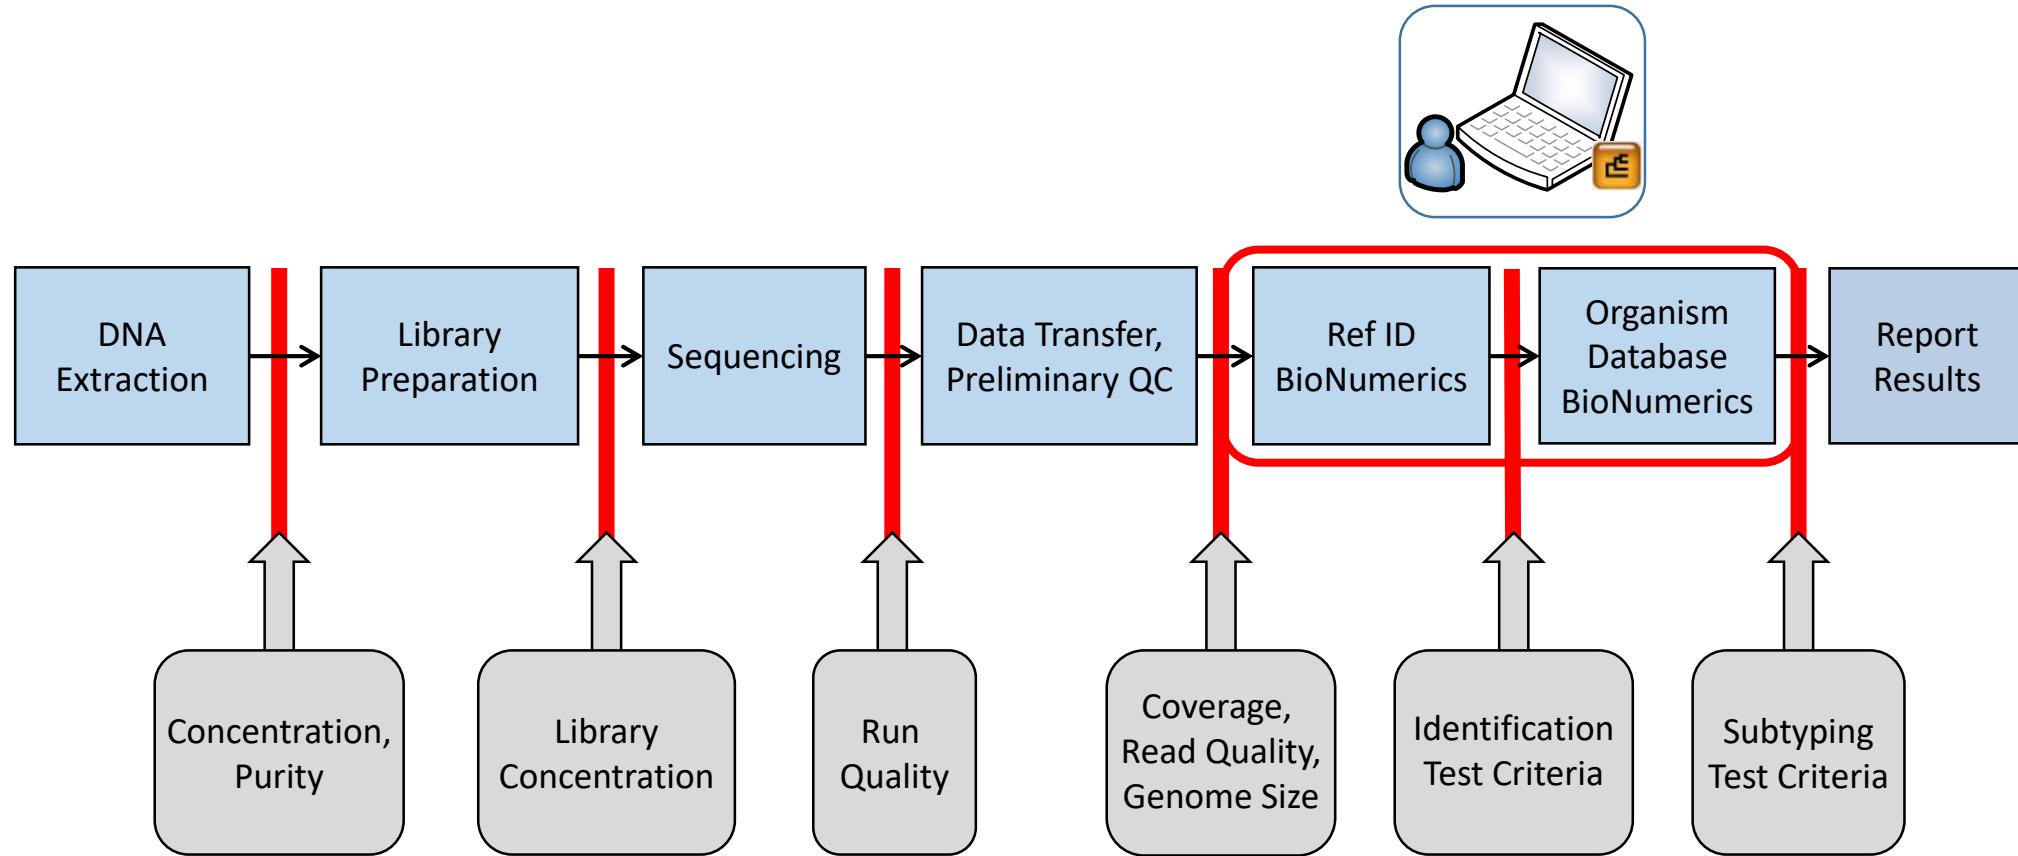 DNA
Extraction
Library
Preparation
Sequencing
Data Transfer,
Preliminary QC
Ref ID
BioNumerics
Organism
Database
BioNumerics
Report
Results
Concentration,
Purity
Library
Concentration
Run
Quality
Coverage,
Read Quality,
Genome Size
Identification
Test Criteria
Subtyping
Test Criteria